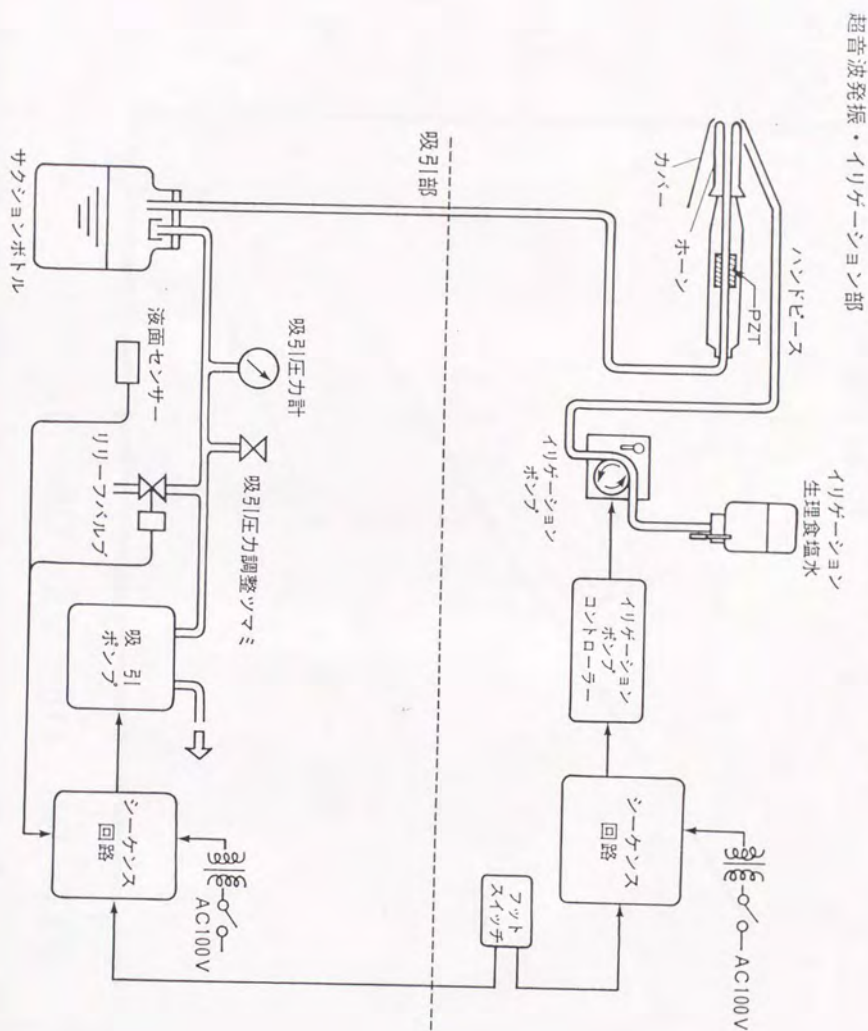 超音波発振・イリゲーション部
ハンドピース
PZT
ホーン
カバー
イリゲーション
生理食塩水
イリゲーション
ポンプ
イリゲーション
ポンプ
コントローラー
シーケンス
回路
AC100V
フット
スイッチ
吸引部
サクションボトル
吸引圧力計
吸引圧力調整ツマミ
液面センサー
リリーフバルブ
吸引
ポンプ
シーケンス
回路
AC100V